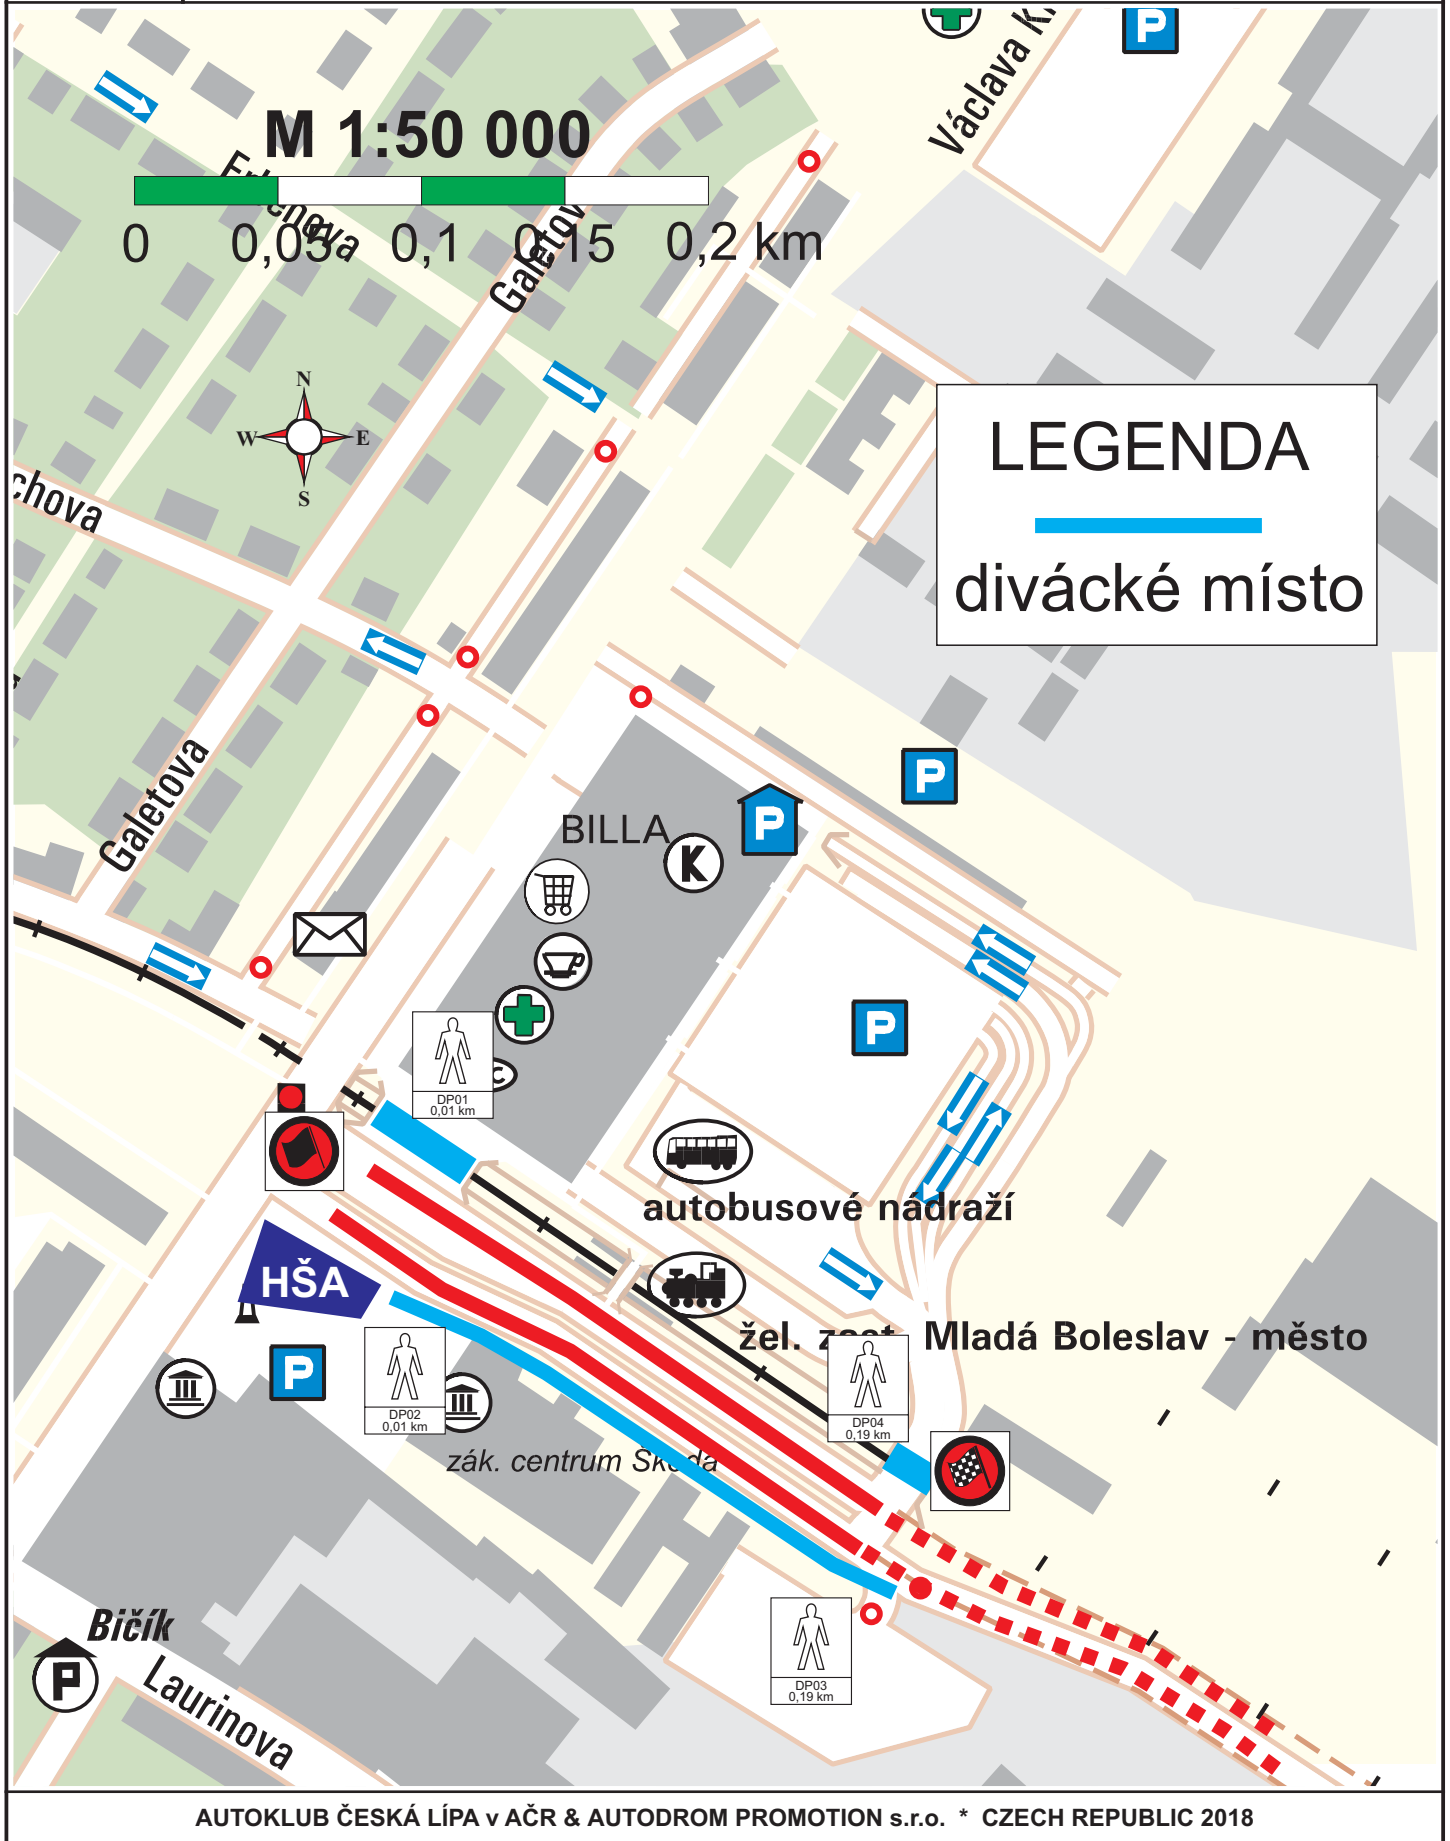 Václava K
P
M 1:50 000
0 0,05 0,1 0,15 0,2 km
Galetova
N
W E
S
LEGENDA
divácké místo
chova
Galetova
P
BILLA
P
K
P
DP01
0,01 km
C
autobusové nádraží
HŠA
žel. zast. Mladá Boleslav - město
P
DP02
0,01 km
DP04
0,19 km
zák. centrum Škoda
DP03
0,19 km
Bičík
P
Laurinova
AUTOKLUB ČESKÁ LÍPA v AČR & AUTODROM PROMOTION s.r.o. * CZECH REPUBLIC 2018